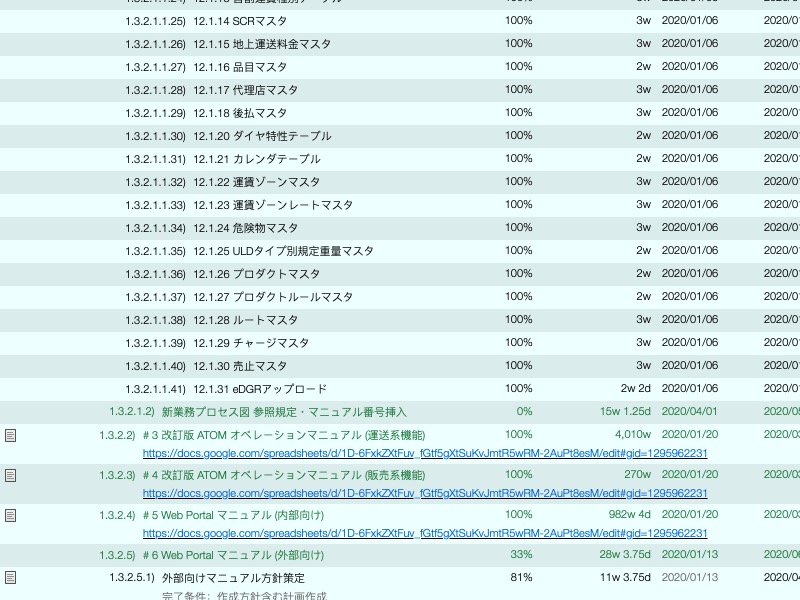 1.3.2.1.1.25) 12.1.14 SCRマスタ 100% 3w 2020/01/06 2020/0
1.3.2.1.1.26) 12.1.15 地上運送料金マスタ 100% 3w 2020/01/06 2020/0
1.3.2.1.1.27) 12.1.16 品目マスタ 100% 2w 2020/01/06 2020/0
1.3.2.1.1.28) 12.1.17 代理店マスタ 100% 3w 2020/01/06 2020/0
1.3.2.1.1.29) 12.1.18 後払マスタ 100% 3w 2020/01/06 2020/0
1.3.2.1.1.30) 12.1.20 ダイヤ特性テーブル 100% 2w 2020/01/06 2020/0
1.3.2.1.1.31) 12.1.21 カレンダテーブル 100% 2w 2020/01/06 2020/0
1.3.2.1.1.32) 12.1.22 運賃ゾーンマスタ 100% 3w 2020/01/06 2020/0
1.3.2.1.1.33) 12.1.23 運賃ゾーンレートマスタ 100% 3w 2020/01/06 2020/0
1.3.2.1.1.34) 12.1.24 危険物マスタ 100% 3w 2020/01/06 2020/0
1.3.2.1.1.35) 12.1.25 ULDタイプ別規定重量マスタ 100% 2w 2020/01/06 2020/0
1.3.2.1.1.36) 12.1.26 プロダクトマスタ 100% 2w 2020/01/06 2020/0
1.3.2.1.1.37) 12.1.27 プロダクトルールマスタ 100% 2w 2020/01/06 2020/0
1.3.2.1.1.38) 12.1.28 ルートマスタ 100% 3w 2020/01/06 2020/0
1.3.2.1.1.39) 12.1.29 チャージマスタ 100% 3w 2020/01/06 2020/0
1.3.2.1.1.40) 12.1.30 売止マスタ 100% 3w 2020/01/06 2020/0
1.3.2.1.1.41) 12.1.31 eDGRアップロード 100% 2w 2d 2020/01/06 2020/0
1.3.2.1.2) 新業務プロセス図 参照規定・マニュアル番号挿入 0% 15w 1.25d 2020/04/01 2020/0
1.3.2.2) #3 改訂版 ATOM オペレーションマニュアル (運送系機能) 100% 4,010w 2020/01/20 2020/0
https://docs.google.com/spreadsheets/d/1D-6FxkZXtFuv_fGtf5gXtSuKvJmtR5wRM-2AuPt8esM/edit#gid=1295962231
1.3.2.3) #4 改訂版 ATOM オペレーションマニュアル (販売系機能) 100% 270w 2020/01/20 2020/0
https://docs.google.com/spreadsheets/d/1D-6FxkZXtFuv_fGtf5gXtSuKvJmtR5wRM-2AuPt8esM/edit#gid=1295962231
1.3.2.4) #5 Web Portal マニュアル (内部向け) 100% 982w 4d 2020/01/20 2020/0
https://docs.google.com/spreadsheets/d/1D-6FxkZXtFuv_fGtf5gXtSuKvJmtR5wRM-2AuPt8esM/edit#gid=1295962231
1.3.2.5) #6 Web Portal マニュアル (外部向け) 33% 28w 3.75d 2020/01/13 2020/0
1.3.2.5.1) 外部向けマニュアル方針策定 81% 11w 3.75d 2020/01/13 2020/0
完了条件：作成方針含む計画作成